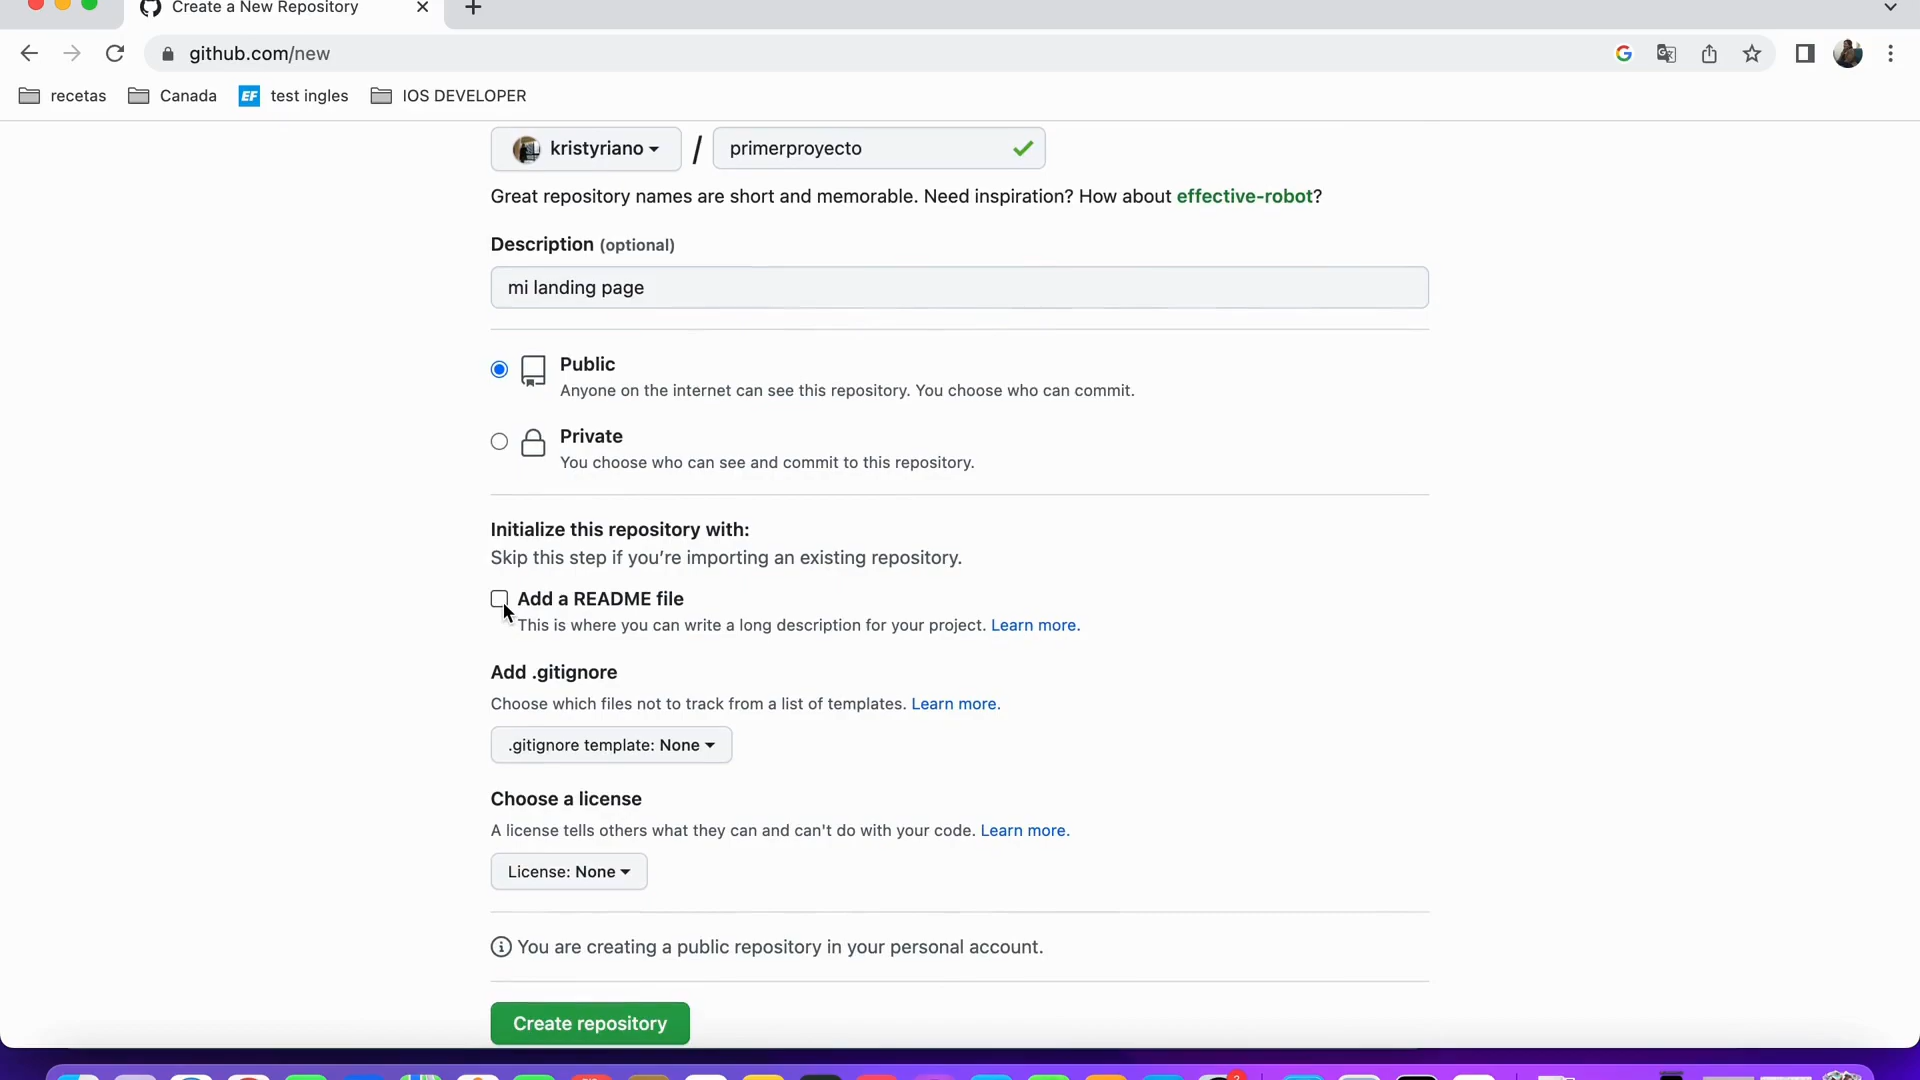 Create a New Repository
github.com/new
recetas
Canada
EF test ingles
IOS DEVELOPER
kristyriano / primerproyecto
Great repository names are short and memorable. Need inspiration? How about effective-robot?
Description (optional)
mi landing page
Public
Anyone on the internet can see this repository. You choose who can commit.
Private
You choose who can see and commit to this repository.
Initialize this repository with:
Skip this step if you’re importing an existing repository.
Add a README file
This is where you can write a long description for your project. Learn more.
Add .gitignore
Choose which files not to track from a list of templates. Learn more.
.gitignore template: None
Choose a license
A license tells others what they can and can't do with your code. Learn more.
License: None
You are creating a public repository in your personal account.
Create repository
2